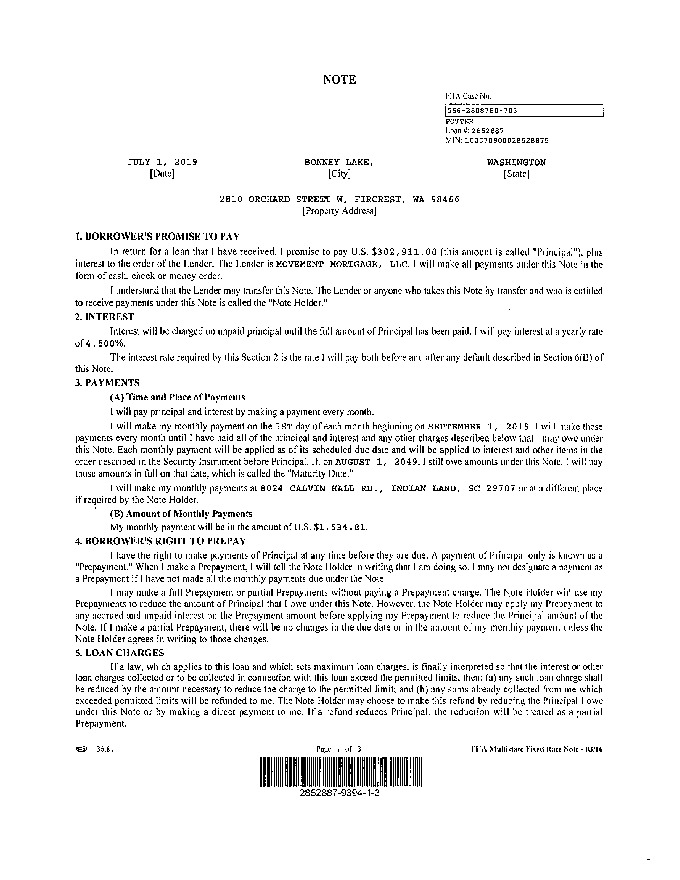 NOTE
FHA Case No.
566-2808760-703
POTTER
Loan #: 2852887
MIN: 100670900028528875
JULY 1, 2019 BONNEY LAKE, WASHINGTON
[Date] [City] [State]
2810 ORCHARD STREET W, FIRCREST, WA 98466
[Property Address]
1. BORROWER'S PROMISE TO PAY
In return for a loan that I have received, I promise to pay U.S. $302,911.00 (this amount is called "Principal"), plus
interest to the order of the Lender. The Lender is MOVEMENT MORTGAGE, LLC. I will make all payments under this Note in the
form of cash, check or money order.
I understand that the Lender may transfer this Note. The Lender or anyone who takes this Note by transfer and who is entitled
to receive payments under this Note is called the "Note Holder."
2. INTEREST
Interest will be charged on unpaid principal until the full amount of Principal has been paid. I will pay interest at a yearly rate
of 4.500%.
The interest rate required by this Section 2 is the rate I will pay both before and after any default described in Section 6(B) of
this Note.
3. PAYMENTS
(A) Time and Place of Payments
I will pay principal and interest by making a payment every month.
I will make my monthly payment on the 1ST day of each month beginning on SEPTEMBER 1, 2019. I will make these
payments every month until I have paid all of the principal and interest and any other charges described below that I may owe under
this Note. Each monthly payment will be applied as of its scheduled due date and will be applied to interest and other items in the
order described in the Security Instrument before Principal. If, on AUGUST 1, 2049, I still owe amounts under this Note, I will pay
those amounts in full on that date, which is called the "Maturity Date."
I will make my monthly payments at 8024 CALVIN HALL RD., INDIAN LAND, SC 29707 or at a different place
if required by the Note Holder.
(B) Amount of Monthly Payments
My monthly payment will be in the amount of U.S. $1,534.81.
4. BORROWER'S RIGHT TO PREPAY
I have the right to make payments of Principal at any time before they are due. A payment of Principal only is known as a
"Prepayment." When I make a Prepayment, I will tell the Note Holder in writing that I am doing so. I may not designate a payment as
a Prepayment if I have not made all the monthly payments due under the Note.
I may make a full Prepayment or partial Prepayments without paying a Prepayment charge. The Note Holder will use my
Prepayments to reduce the amount of Principal that I owe under this Note. However, the Note Holder may apply my Prepayment to
any accrued and unpaid interest on the Prepayment amount before applying my Prepayment to reduce the Principal amount of the
Note. If I make a partial Prepayment, there will be no changes in the due date or in the amount of my monthly payment unless the
Note Holder agrees in writing to those changes.
5. LOAN CHARGES
If a law, which applies to this loan and which sets maximum loan charges, is finally interpreted so that the interest or other
loan charges collected or to be collected in connection with this loan exceed the permitted limits, then: (a) any such loan charge shall
be reduced by the amount necessary to reduce the charge to the permitted limit; and (b) any sums already collected from me which
exceeded permitted limits will be refunded to me. The Note Holder may choose to make this refund by reducing the Principal I owe
under this Note or by making a direct payment to me. If a refund reduces Principal, the reduction will be treated as a partial
Prepayment.
Page 1 of 3 FHA Multistate Fixed Rate Note - 03/16
2852887-9394-1-3